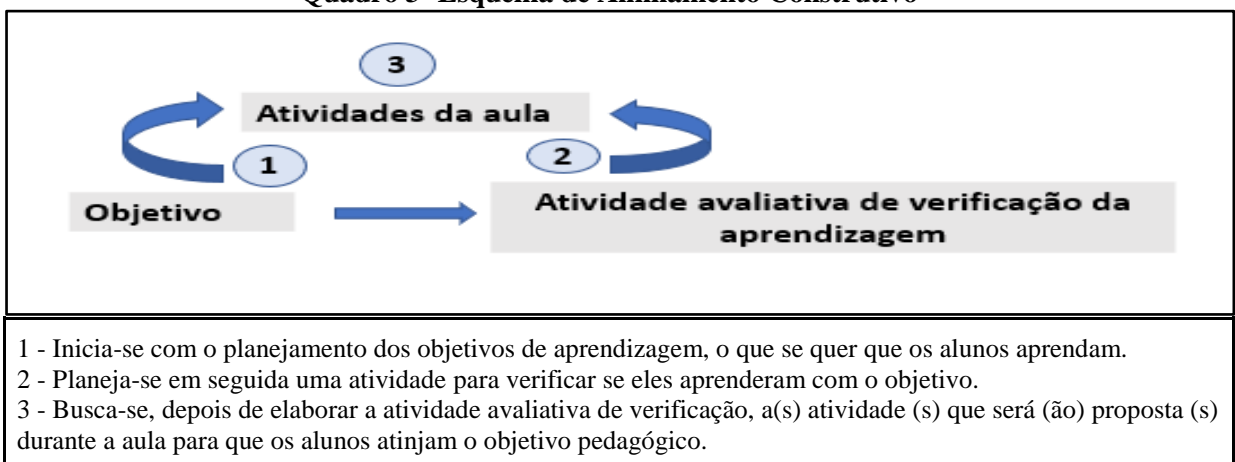 3
Atividades da aula
1
2
Objetivo
Atividade avaliativa de verificação da
aprendizagem
1 - Inicia-se com o planejamento dos objetivos de aprendizagem, o que se quer que os alunos aprendam.
2 - Planeja-se em seguida uma atividade para verificar se eles aprenderam com o objetivo.
3 - Busca-se, depois de elaborar a atividade avaliativa de verificação, a(s) atividade (s) que será (ão) proposta (s)
durante a aula para que os alunos atinjam o objetivo pedagógico.